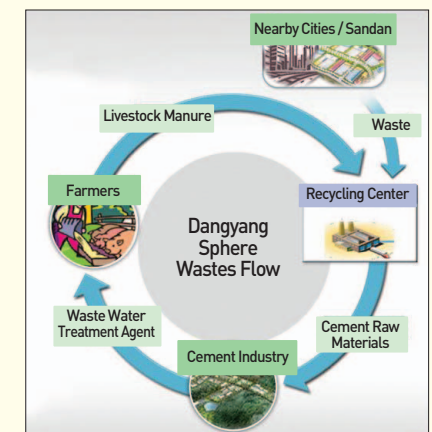 Nearby Cities / Sandan
Livestock Manure
Waste
Farmers
Recycling Center
Dangyang
Sphere
Wastes Flow
Waste Water
Treatment Agent
Cement Raw
Materials
Cement Industry